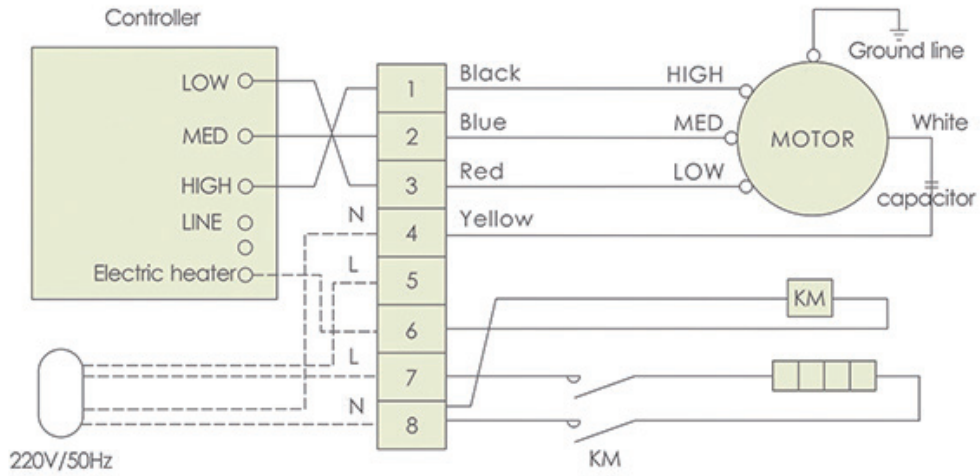 Controller
LOW
MED
HIGH
LINE
Electric heater
220V/50Hz
N
L
L
N
1
2
3
4
5
6
7
8
Black
Blue
Red
Yellow
HIGH
MED
LOW
MOTOR
Ground line
White
capacitor
KM
KM